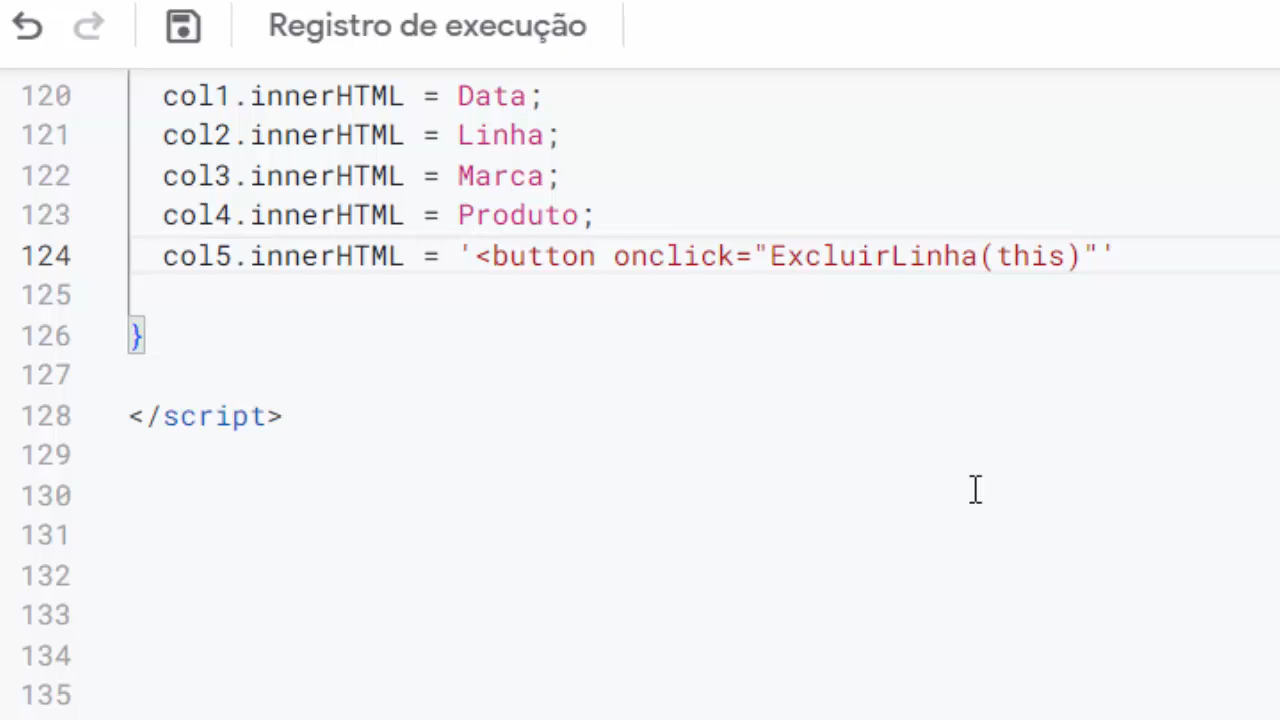 Registro de execução
120 col1.innerHTML = Data;
121 col2.innerHTML = Linha;
122 col3.innerHTML = Marca;
123 col4.innerHTML = Produto;
124 col5.innerHTML = '<button onclick="ExcluirLinha(this)"'
125
126 }
127
128 </script>
129
130
131
132
133
134
135